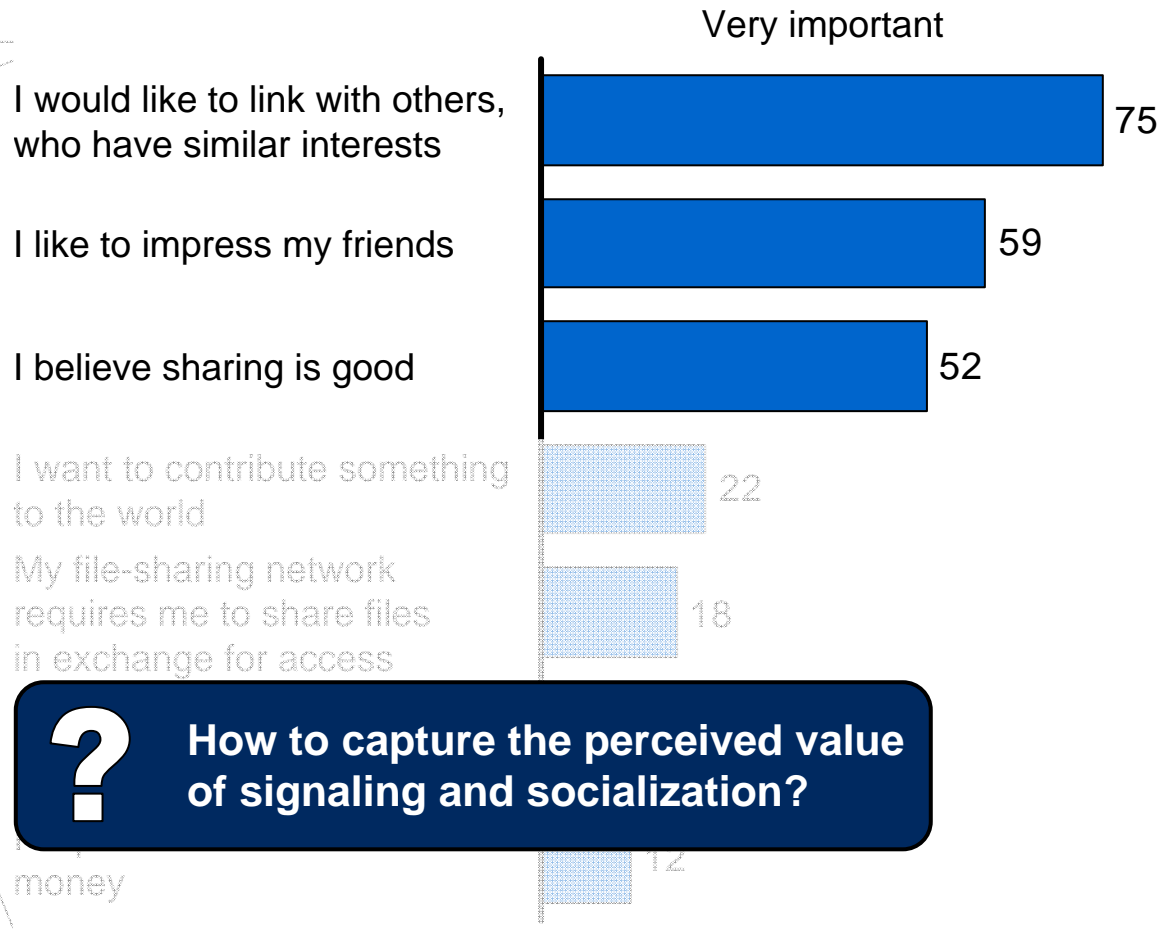 Very important
I would like to link with others,
who have similar interests
75
I like to impress my friends
59
I believe sharing is good
52
I want to contribute something
to the world
22
My file-sharing network
requires me to share files
in exchange for access
18
?
How to capture the perceived value
of signaling and socialization?
money
12